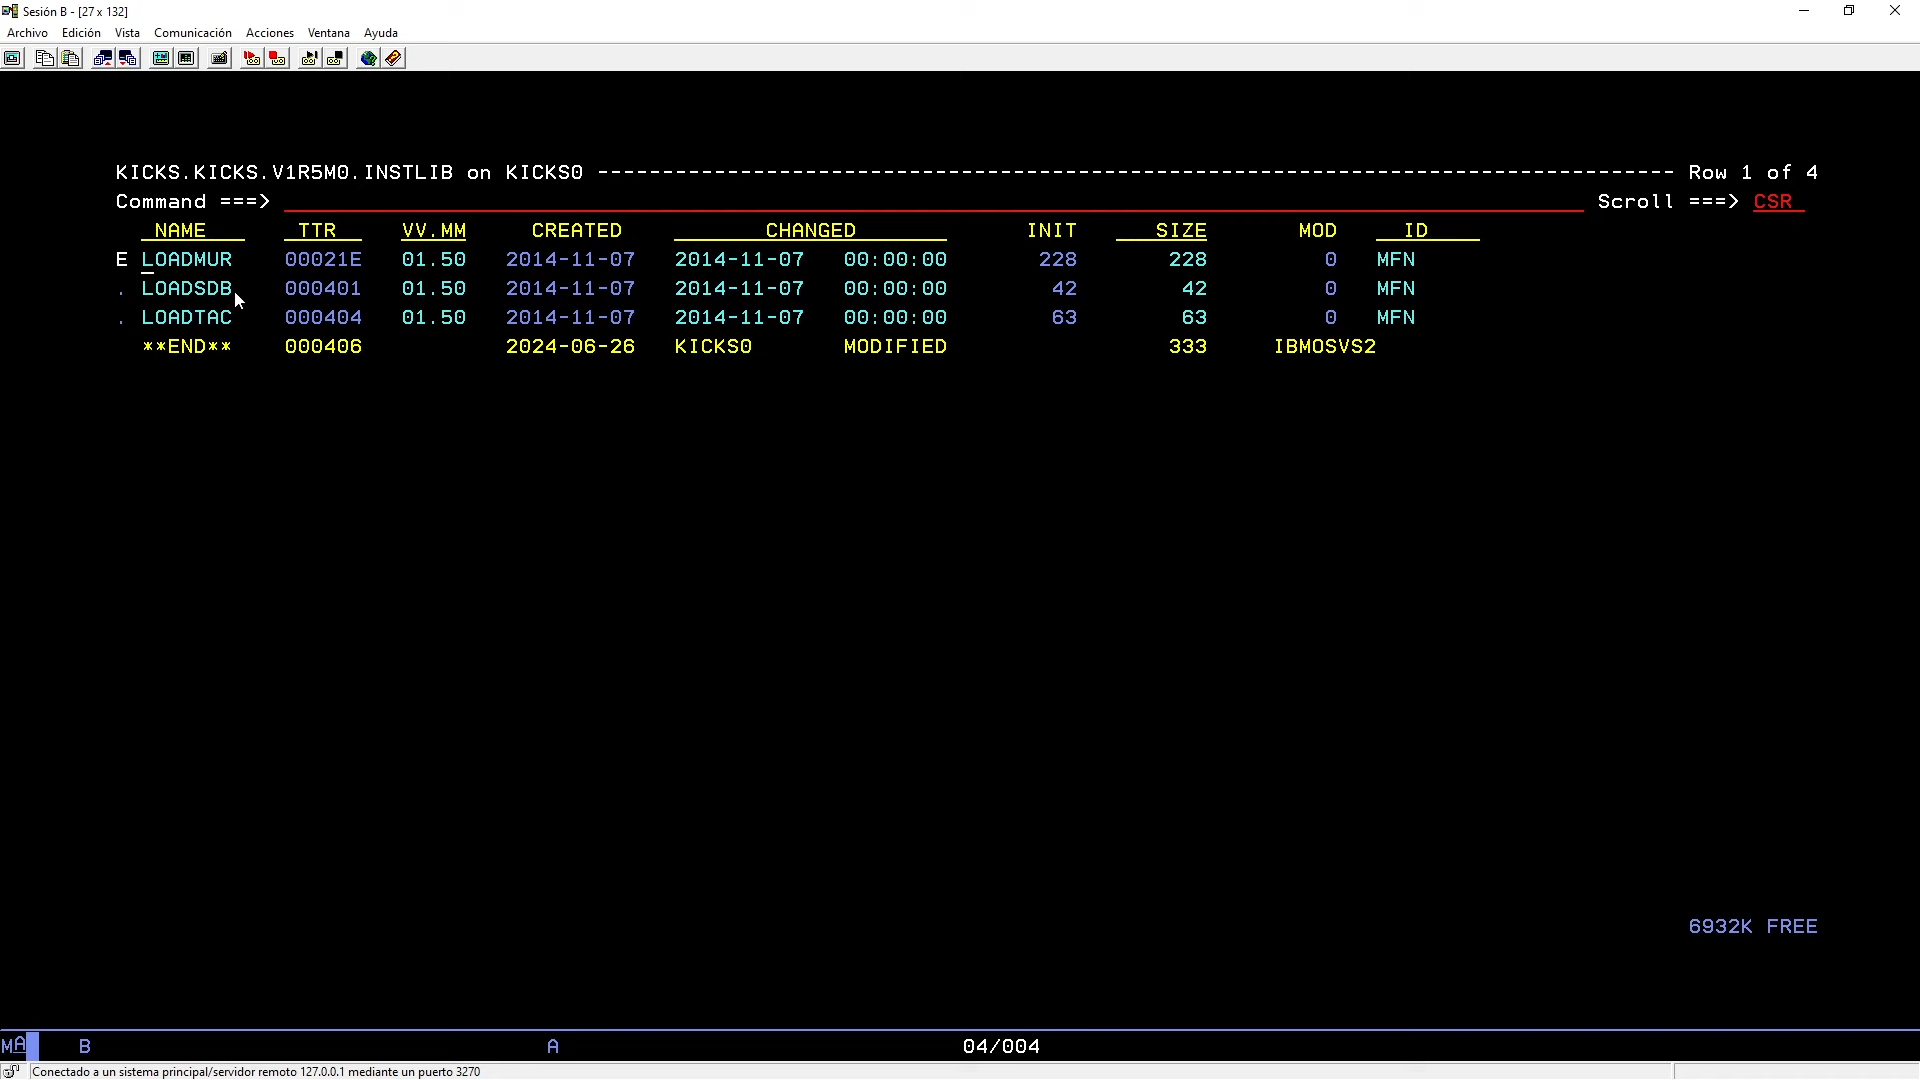 Sesión B - [27 x 132]
Archivo Edición Vista Comunicación Acciones Ventana Ayuda
KICKS.KICKS.V1R5M0.INSTLIB on KICKS0 ----------------------------------------------------------------------------------- Row 1 of 4
Command ===> Scroll ===> CSR
NAME TTR VV.MM CREATED CHANGED INIT SIZE MOD ID
E LOADMUR 00021E 01.50 2014-11-07 2014-11-07 00:00:00 228 228 0 MFN
. LOADSDB 000401 01.50 2014-11-07 2014-11-07 00:00:00 42 42 0 MFN
. LOADTAC 000404 01.50 2014-11-07 2014-11-07 00:00:00 63 63 0 MFN
**END** 000406 2024-06-26 KICKS0 MODIFIED 333 IBMOSVS2
6932K FREE
MA B A 04/004
Conectado a un sistema principal/servidor remoto 127.0.0.1 mediante un puerto 3270